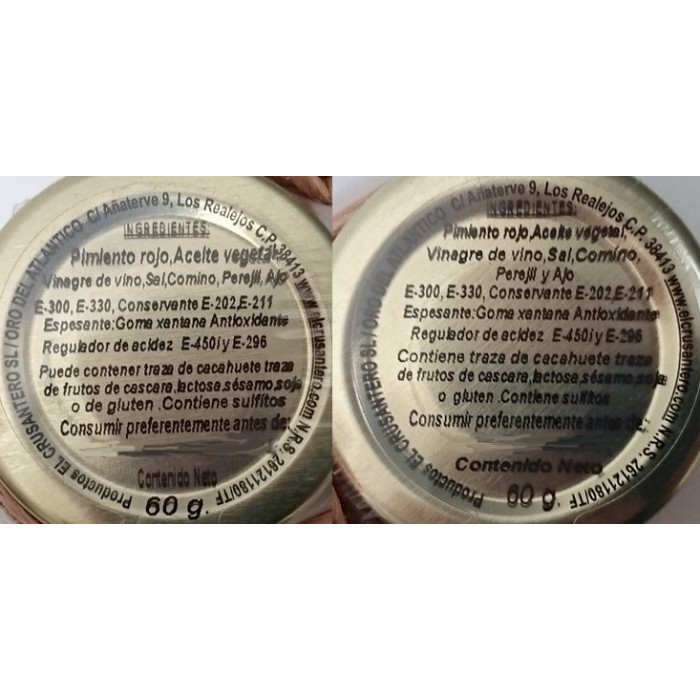 C/ Añaterve 9, Los Realejos C.P. 38413 www.elcrusantero.com N.R.S. 26121180/TF
Productos EL CRUSANTERO SL / ORO DEL ATLANTICO
INGREDIENTES:
Pimiento rojo,Aceite vegetal,
Vinagre de vino,Sal,Comino, Perejil, Ajo
E-300, E-330, Conservante E-202,E-211
Espesante:Goma xantana Antioxidante
Regulador de acidez E-450i y E-296
Puede contener traza de cacahuete traza
de frutos de cascara,lactosa,sésamo,soja
o de gluten .Contiene sulfitos
Consumir preferentemente antes de:
Contenido Neto
60 g.
C/ Añaterve 9, Los Realejos C.P. 38413 www.elcrusantero.com N.R.S. 26121180/TF
Productos EL CRUSANTERO SL / ORO DEL ATLANTICO
INGREDIENTES:
Pimiento rojo,Aceite vegetal,
Vinagre de vino,Sal,Comino,
Perejil y Ajo
E-300, E-330, Conservante E-202,E-211
Espesante:Goma xantana Antioxidante
Regulador de acidez E-450i y E-296
Contiene traza de cacahuete traza
de frutos de cascara,lactosa,sésamo,soja
o gluten .Contiene sulfitos
Consumir preferentemente antes de:
Contenido Neto
60 g.